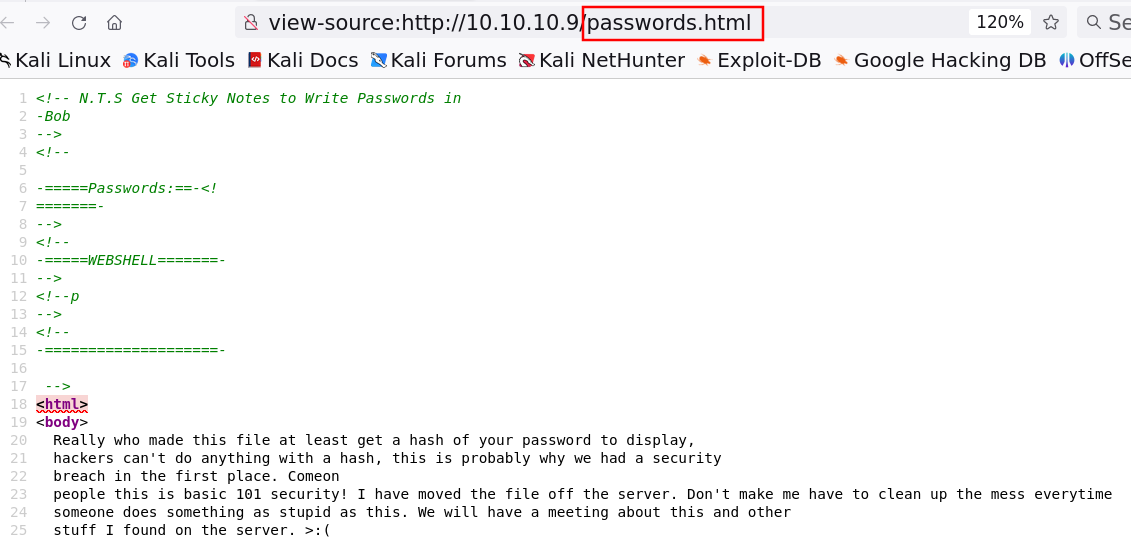 view-source:http://10.10.10.9/passwords.html 120% Se
Kali Linux Kali Tools Kali Docs Kali Forums Kali NetHunter Exploit-DB Google Hacking DB OffSe
1 <!-- N.T.S Get Sticky Notes to Write Passwords in
2 -Bob
3 -->
4 <!--
5
6 -=====Passwords:==-<!
7 =======-
8 -->
9 <!--
10 -=====WEBSHELL=======-
11 -->
12 <!--p
13 -->
14 <!--
15 -====================-
16
17 -->
18 <html>
19 <body>
20 Really who made this file at least get a hash of your password to display,
21 hackers can't do anything with a hash, this is probably why we had a security
22 breach in the first place. Comeon
23 people this is basic 101 security! I have moved the file off the server. Don't make me have to clean up the mess everytime
24 someone does something as stupid as this. We will have a meeting about this and other
25 stuff I found on the server. >:(